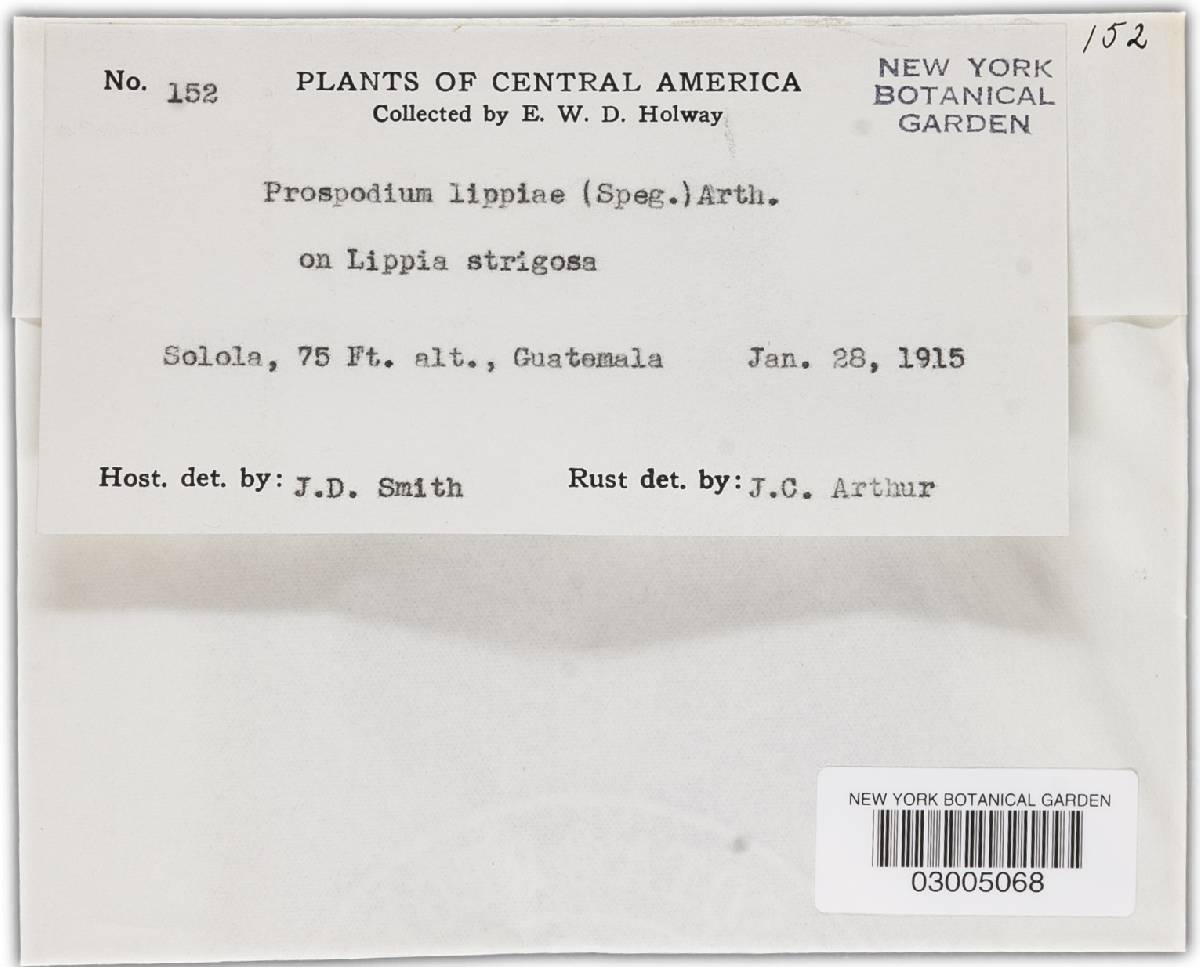 152
No. 152
PLANTS OF CENTRAL AMERICA
Collected by E. W. D. Holway
NEW YORK
BOTANICAL
GARDEN
Prospodium lippiae (Speg.)Arth.
on Lippia strigosa
Solola, 75 Ft. alt., Guatemala Jan. 28, 1915
Host. det. by: J.D. Smith Rust det. by: J.C. Arthur
NEW YORK BOTANICAL GARDEN
03005068